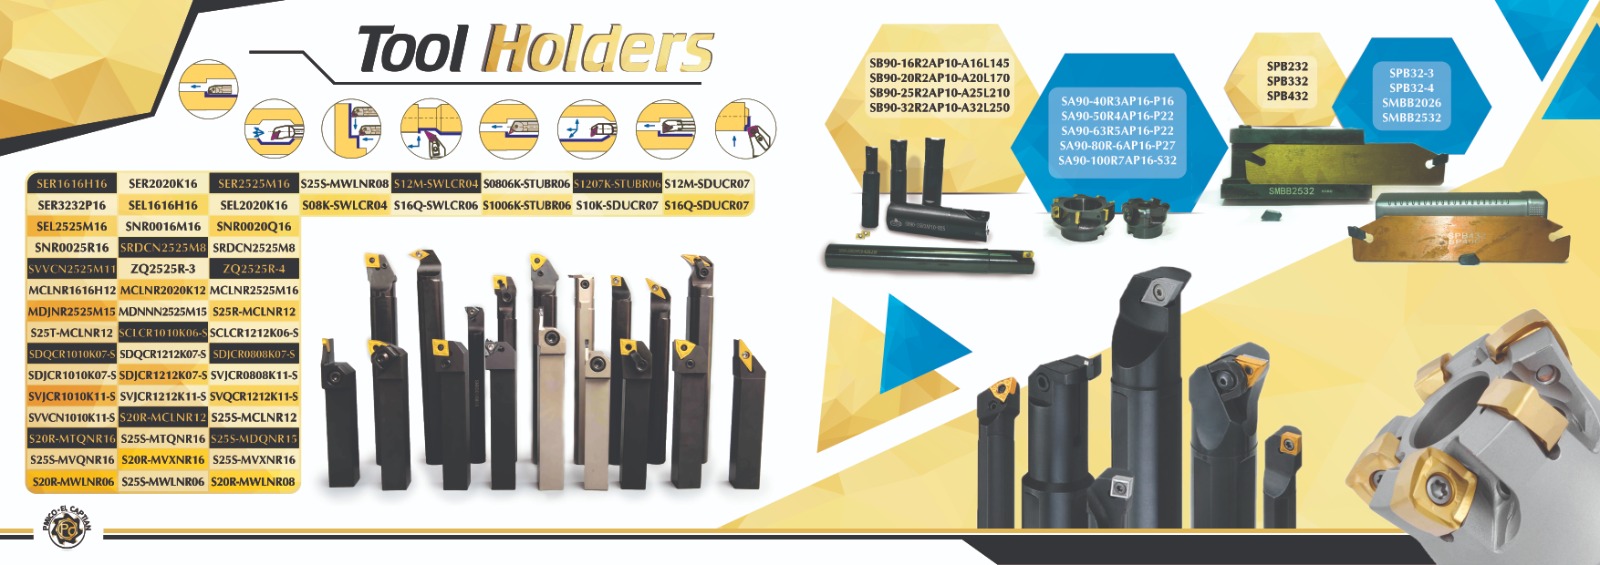 Tool Holders
SER1616H16 SER2020K16 SER2525M16 S25S-MWLNR08 S12M-SWLCR04 S0806K-STUBR06 S1207K-STUBR06 S12M-SDUCR07
SER3232P16 SEL1616H16 SEL2020K16 S08K-SWLCR04 S16Q-SWLCR06 S1006K-STUBR06 S10K-SDUCR07 S16Q-SDUCR07
SEL2525M16 SNR0016M16 SNR0020Q16
SNR0025R16 SRDCN2525M8 SRDCN2525M8
SVVCN2525M11 ZQ2525R-3 ZQ2525R-4
MCLNR1616H12 MCLNR2020K12 MCLNR2525M16
MDJNR2525M15 MDNNN2525M15 S25R-MCLNR12
S25T-MCLNR12 SCLCR1010K06-S SCLCR1212K06-S
SDQCR1010K07-S SDQCR1212K07-S SDJCR0808K07-S
SDJCR1010K07-S SDJCR1212K07-S SVJCR0808K11-S
SVJCR1010K11-S SVJCR1212K11-S SVQCR1212K11-S
SVVCN1010K11-S S20R-MCLNR12 S25S-MCLNR12
S20R-MTQNR16 S25S-MTQNR16 S25S-MDQNR15
S25S-MVQNR16 S20R-MVXNR16 S25S-MVXNR16
S20R-MWLNR06 S25S-MWLNR06 S20R-MWLNR08
PMICO-EL CAPTIAN
SB90-16R2AP10-A16L145
SB90-20R2AP10-A20L170
SB90-25R2AP10-A25L210
SB90-32R2AP10-A32L250
SA90-40R3AP16-P16
SA90-50R4AP16-P22
SA90-63R5AP16-P22
SA90-80R-6AP16-P27
SA90-100R7AP16-S32
SPB232
SPB332
SPB432
SPB32-3
SPB32-4
SMBB2026
SMBB2532
SMBB2532
SPB432